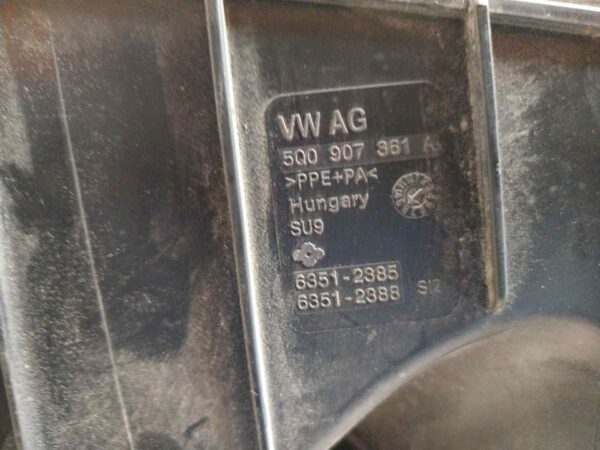 VW AG
5Q0 907 361 A
>PPE+PA<
Hungary
SU9
6351-2385
6351-2388